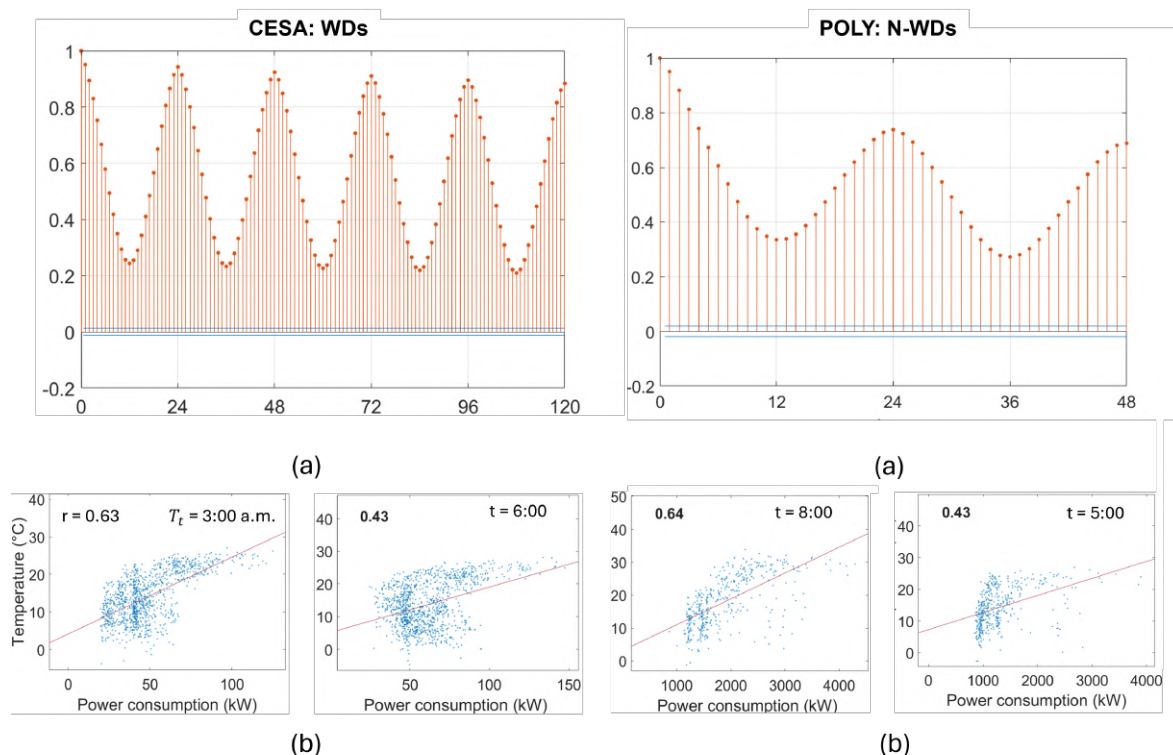 CESA: WDs
1
0.8
0.6
0.4
0.2
0
-0.2
0 24 48 72 96 120
(a)
POLY: N-WDs
1
0.8
0.6
0.4
0.2
0
-0.2
0 12 24 36 48
(a)
Temperature (°C)
40
30
20
10
0
r = 0.63 T_t = 3:00 a.m.
0 50 100
Power consumption (kW)
40
30
20
10
0
0.43 t = 6:00
50 100 150
Power consumption (kW)
(b)
50
40
30
20
10
0
0.64 t = 8:00
1000 2000 3000 4000
Power consumption (kW)
40
30
20
10
0
0.43 t = 5:00
0 1000 2000 3000 4000
Power consumption (kW)
(b)